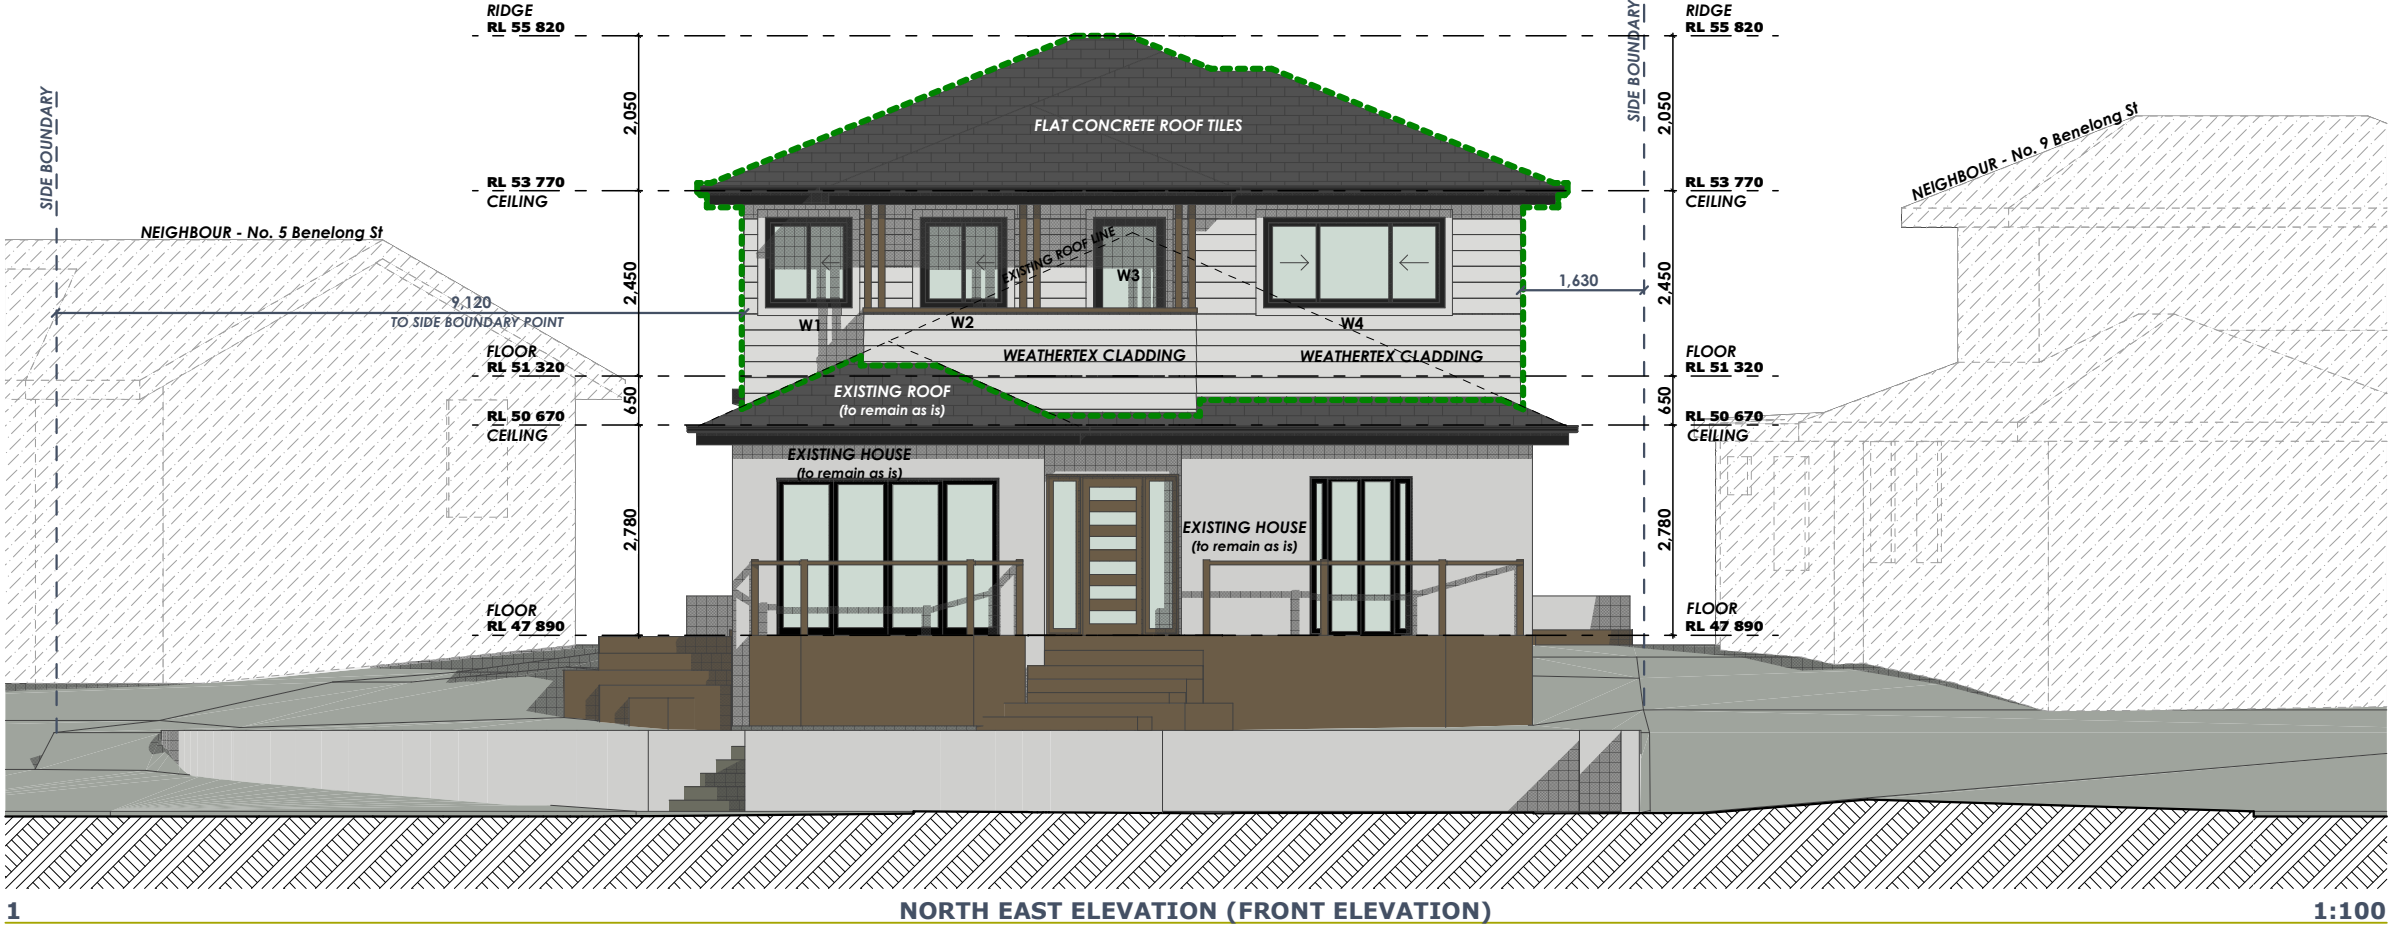 RIDGE
RL 55 820
SIDE BOUNDARY
RIDGE
RL 55 820
SIDE BOUNDARY
2,050
FLAT CONCRETE ROOF TILES
2,050
NEIGHBOUR - No. 9 Benelong St
RL 53 770
CEILING
RL 53 770
CEILING
NEIGHBOUR - No. 5 Benelong St
EXISTING ROOF LINE
W3
2,450
1,630
2,450
9,120
TO SIDE BOUNDARY POINT
W1
W2
W4
FLOOR
RL 51 320
WEATHERTEX CLADDING
WEATHERTEX CLADDING
FLOOR
RL 51 320
650
EXISTING ROOF
(to remain as is)
650
RL 50 670
CEILING
RL 50 670
CEILING
EXISTING HOUSE
(to remain as is)
2,780
EXISTING HOUSE
(to remain as is)
2,780
FLOOR
RL 47 890
FLOOR
RL 47 890
1
NORTH EAST ELEVATION (FRONT ELEVATION)
1:100